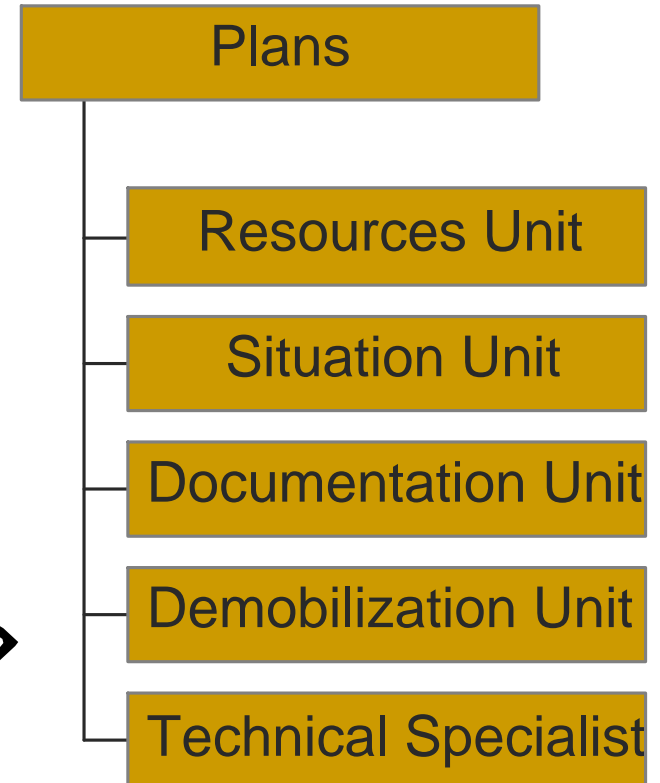 Plans
Resources Unit
Situation Unit
Documentation Unit
Demobilization Unit
Technical Specialist